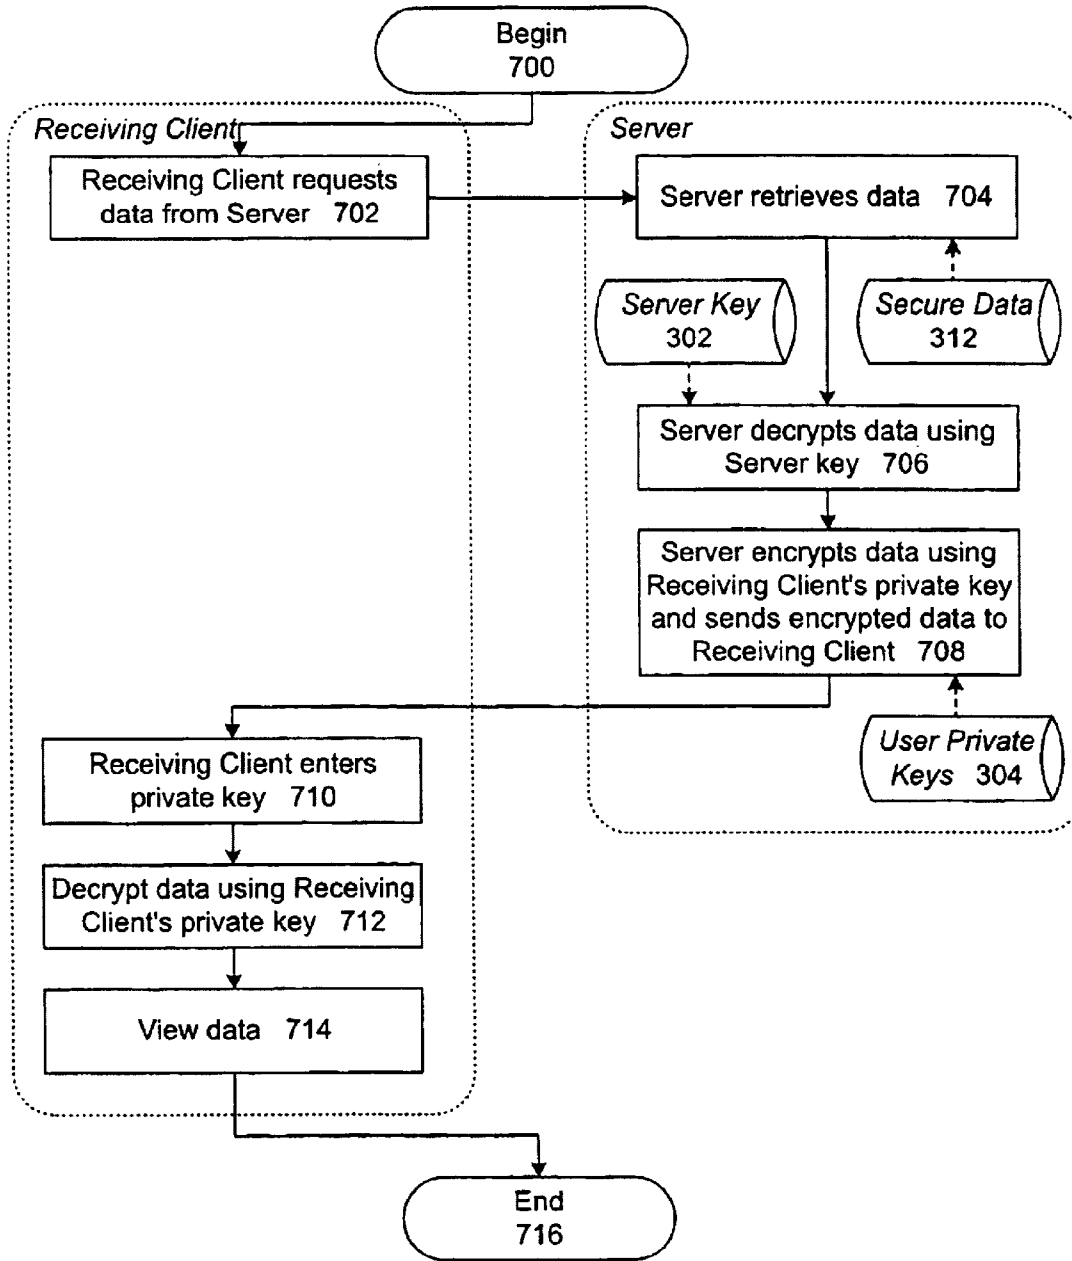 Begin
700
Receiving Client
Server
Receiving Client requests
data from Server 702
Server retrieves data 704
Server Key
302
Secure Data
312
Server decrypts data using
Server key 706
Server encrypts data using
Receiving Client's private key
and sends encrypted data to
Receiving Client 708
User Private
Keys 304
Receiving Client enters
private key 710
Decrypt data using Receiving
Client's private key 712
View data 714
End
716